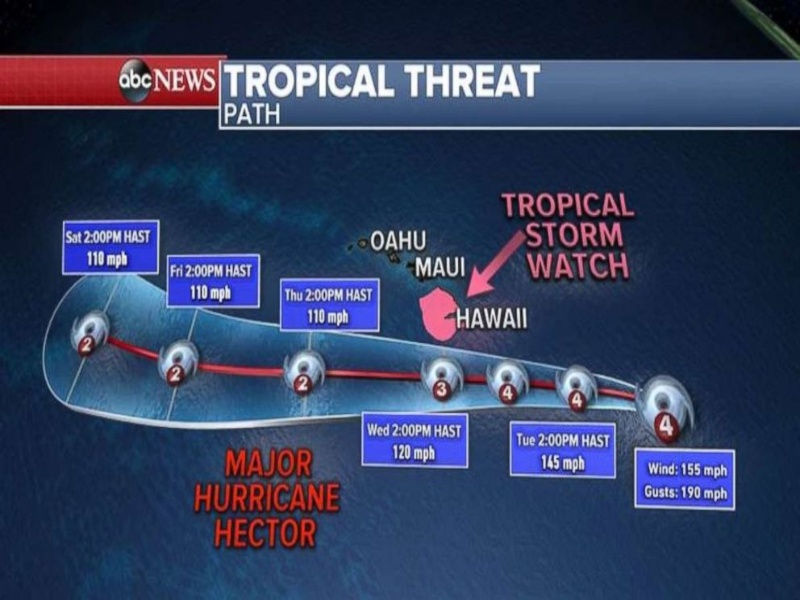 abc NEWS
TROPICAL THREAT
PATH
TROPICAL
STORM
WATCH
OAHU
MAUI
HAWAII
Sat 2:00PM HAST
110 mph
Fri 2:00PM HAST
110 mph
Thu 2:00PM HAST
110 mph
2
2
2
3
4
4
4
Wed 2:00PM HAST
120 mph
Tue 2:00PM HAST
145 mph
Wind: 155 mph
Gusts: 190 mph
MAJOR
HURRICANE
HECTOR